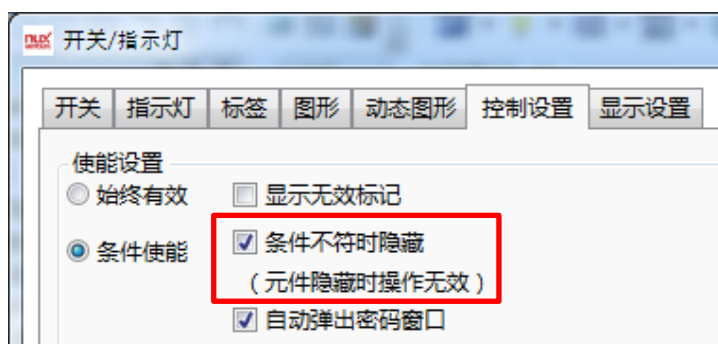 nux 开关/指示灯
开关 指示灯 标签 图形 动态图形 控制设置 显示设置
使能设置
始终有效 显示无效标记
条件使能 条件不符时隐藏
（元件隐藏时操作无效）
自动弹出密码窗口